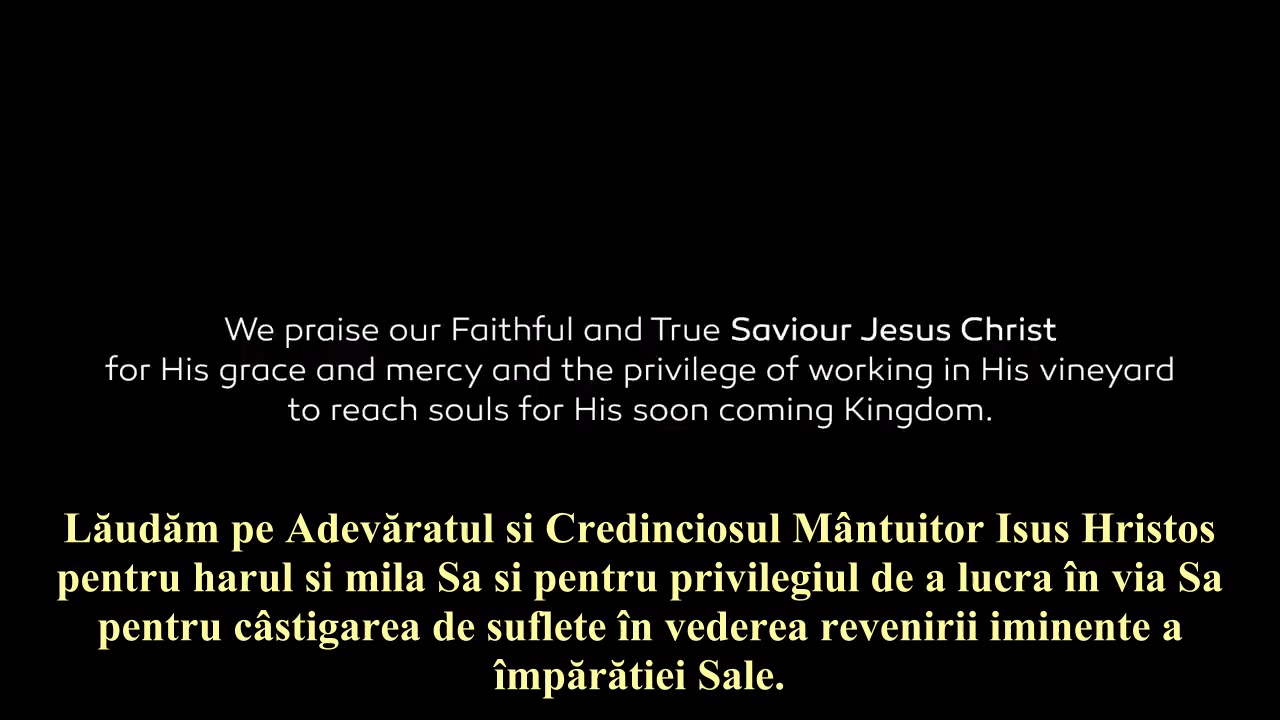 We praise our Faithful and True Saviour Jesus Christ
for His grace and mercy and the privilege of working in His vineyard
to reach souls for His soon coming Kingdom.
Lăudăm pe Adevăratul si Credinciosul Mântuitor Isus Hristos
pentru harul si mila Sa si pentru privilegiul de a lucra în via Sa
pentru câstigarea de suflete în vederea revenirii iminente a
împărătiei Sale.